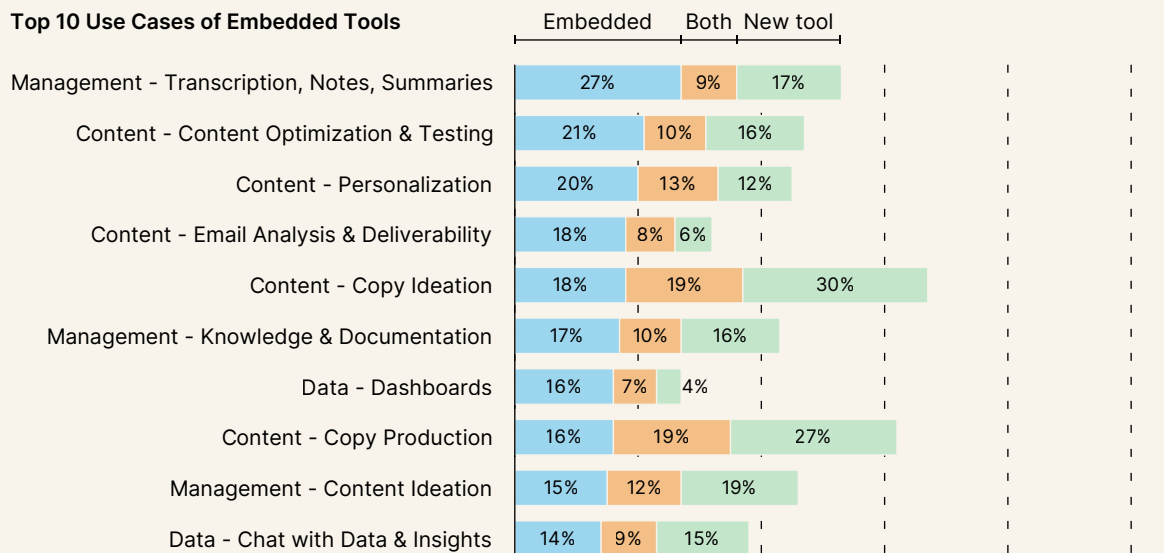 Top 10 Use Cases of Embedded Tools Embedded Both New tool
Management - Transcription, Notes, Summaries 27% 9% 17%
Content - Content Optimization & Testing 21% 10% 16%
Content - Personalization 20% 13% 12%
Content - Email Analysis & Deliverability 18% 8% 6%
Content - Copy Ideation 18% 19% 30%
Management - Knowledge & Documentation 17% 10% 16%
Data - Dashboards 16% 7% 4%
Content - Copy Production 16% 19% 27%
Management - Content Ideation 15% 12% 19%
Data - Chat with Data & Insights 14% 9% 15%